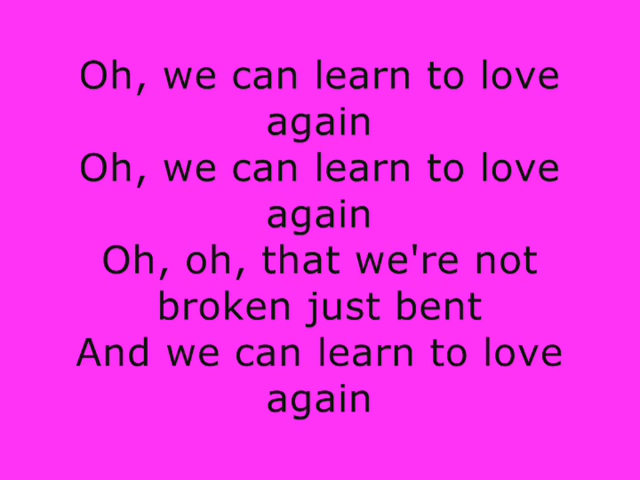 Oh, we can learn to love
again
Oh, we can learn to love
again
Oh, oh, that we're not
broken just bent
And we can learn to love
again